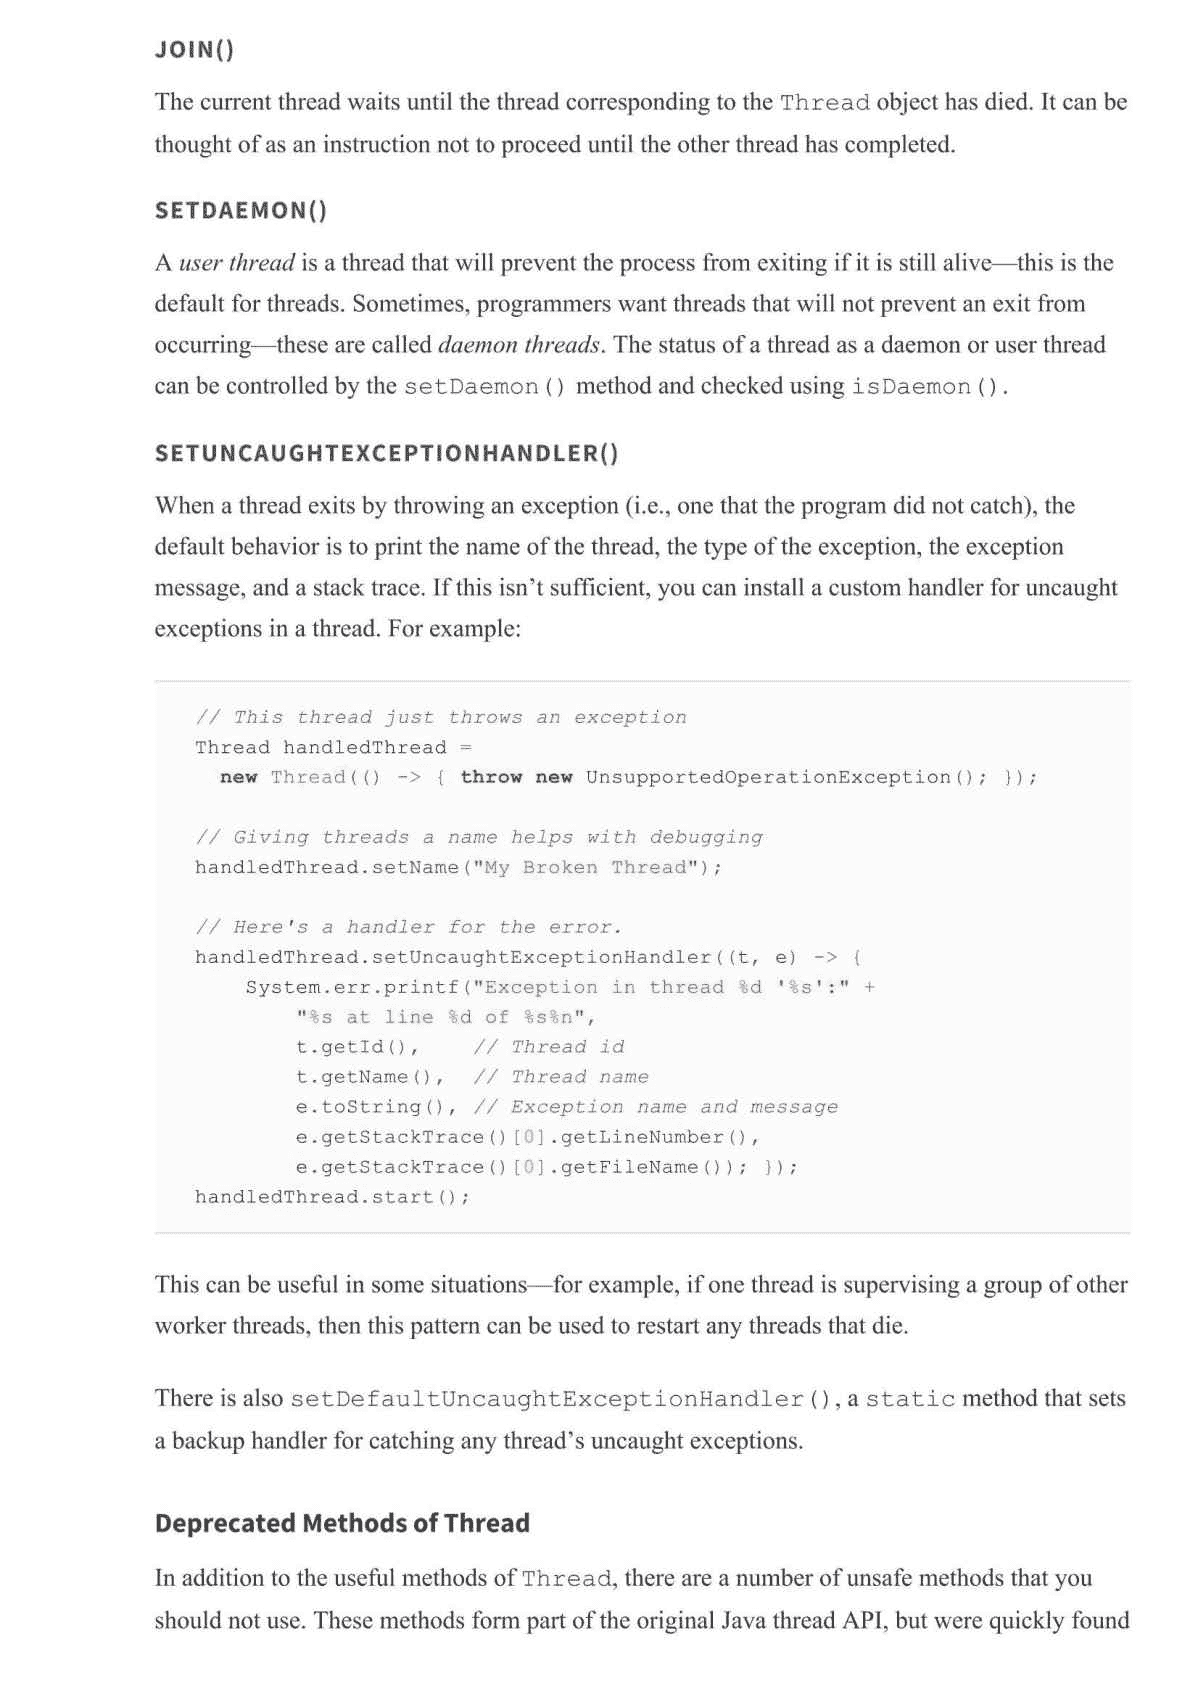 JOIN()
The current thread waits until the thread corresponding to the Thread object has died. It can be
thought of as an instruction not to proceed until the other thread has completed.
SETDAEMON()
A user thread is a thread that will prevent the process from exiting if it is still alive—this is the
default for threads. Sometimes, programmers want threads that will not prevent an exit from
occurring—these are called daemon threads. The status of a thread as a daemon or user thread
can be controlled by the setDaemon() method and checked using isDaemon().
SETUNCAUGHTEXCEPTIONHANDLER()
When a thread exits by throwing an exception (i.e., one that the program did not catch), the
default behavior is to print the name of the thread, the type of the exception, the exception
message, and a stack trace. If this isn’t sufficient, you can install a custom handler for uncaught
exceptions in a thread. For example:
// This thread just throws an exception
Thread handledThread =
  new Thread(() -> { throw new UnsupportedOperationException(); });
// Giving threads a name helps with debugging
handledThread.setName("My Broken Thread");
// Here's a handler for the error.
handledThread.setUncaughtExceptionHandler((t, e) -> {
    System.err.printf("Exception in thread %d '%s':" +
        "%s at line %d of %s%n",
        t.getId(),    // Thread id
        t.getName(),  // Thread name
        e.toString(), // Exception name and message
        e.getStackTrace()[0].getLineNumber(),
        e.getStackTrace()[0].getFileName()); });
handledThread.start();
This can be useful in some situations—for example, if one thread is supervising a group of other
worker threads, then this pattern can be used to restart any threads that die.
There is also setDefaultUncaughtExceptionHandler(), a static method that sets
a backup handler for catching any thread’s uncaught exceptions.
Deprecated Methods of Thread
In addition to the useful methods of Thread, there are a number of unsafe methods that you
should not use. These methods form part of the original Java thread API, but were quickly found